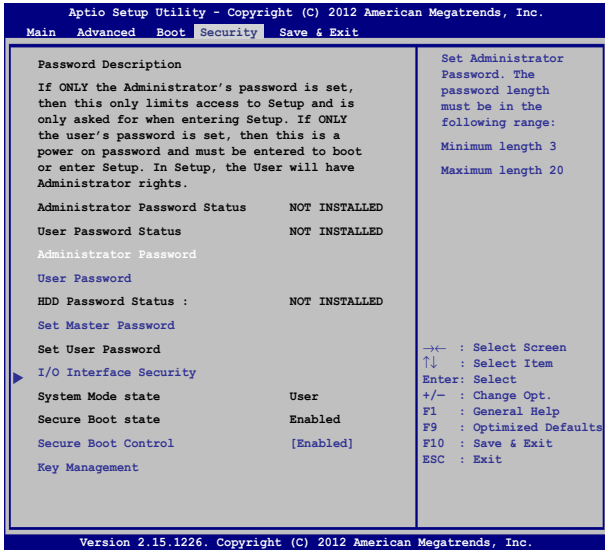 Aptio Setup Utility - Copyright (C) 2012 American Megatrends, Inc.
Main Advanced Boot Security Save & Exit
Password Description
If ONLY the Administrator's password is set,
then this only limits access to Setup and is
only asked for when entering Setup. If ONLY
the user's password is set, then this is a
power on password and must be entered to boot
or enter Setup. In Setup, the User will have
Administrator rights.
Administrator Password Status NOT INSTALLED
User Password Status NOT INSTALLED
Administrator Password
User Password
HDD Password Status : NOT INSTALLED
Set Master Password
Set User Password
I/O Interface Security
System Mode state User
Secure Boot state Enabled
Secure Boot Control [Enabled]
Key Management
Set Administrator
Password. The
password length
must be in the
following range:
Minimum length 3
Maximum length 20
→← : Select Screen
↑↓ : Select Item
Enter: Select
+/— : Change Opt.
F1 : General Help
F9 : Optimized Defaults
F10 : Save & Exit
ESC : Exit
Version 2.15.1226. Copyright (C) 2012 American Megatrends, Inc.